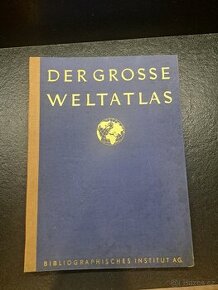 DER GROSSE
WELTATLAS
BIBLIOGRAPHISCHES INSTITUT AG.